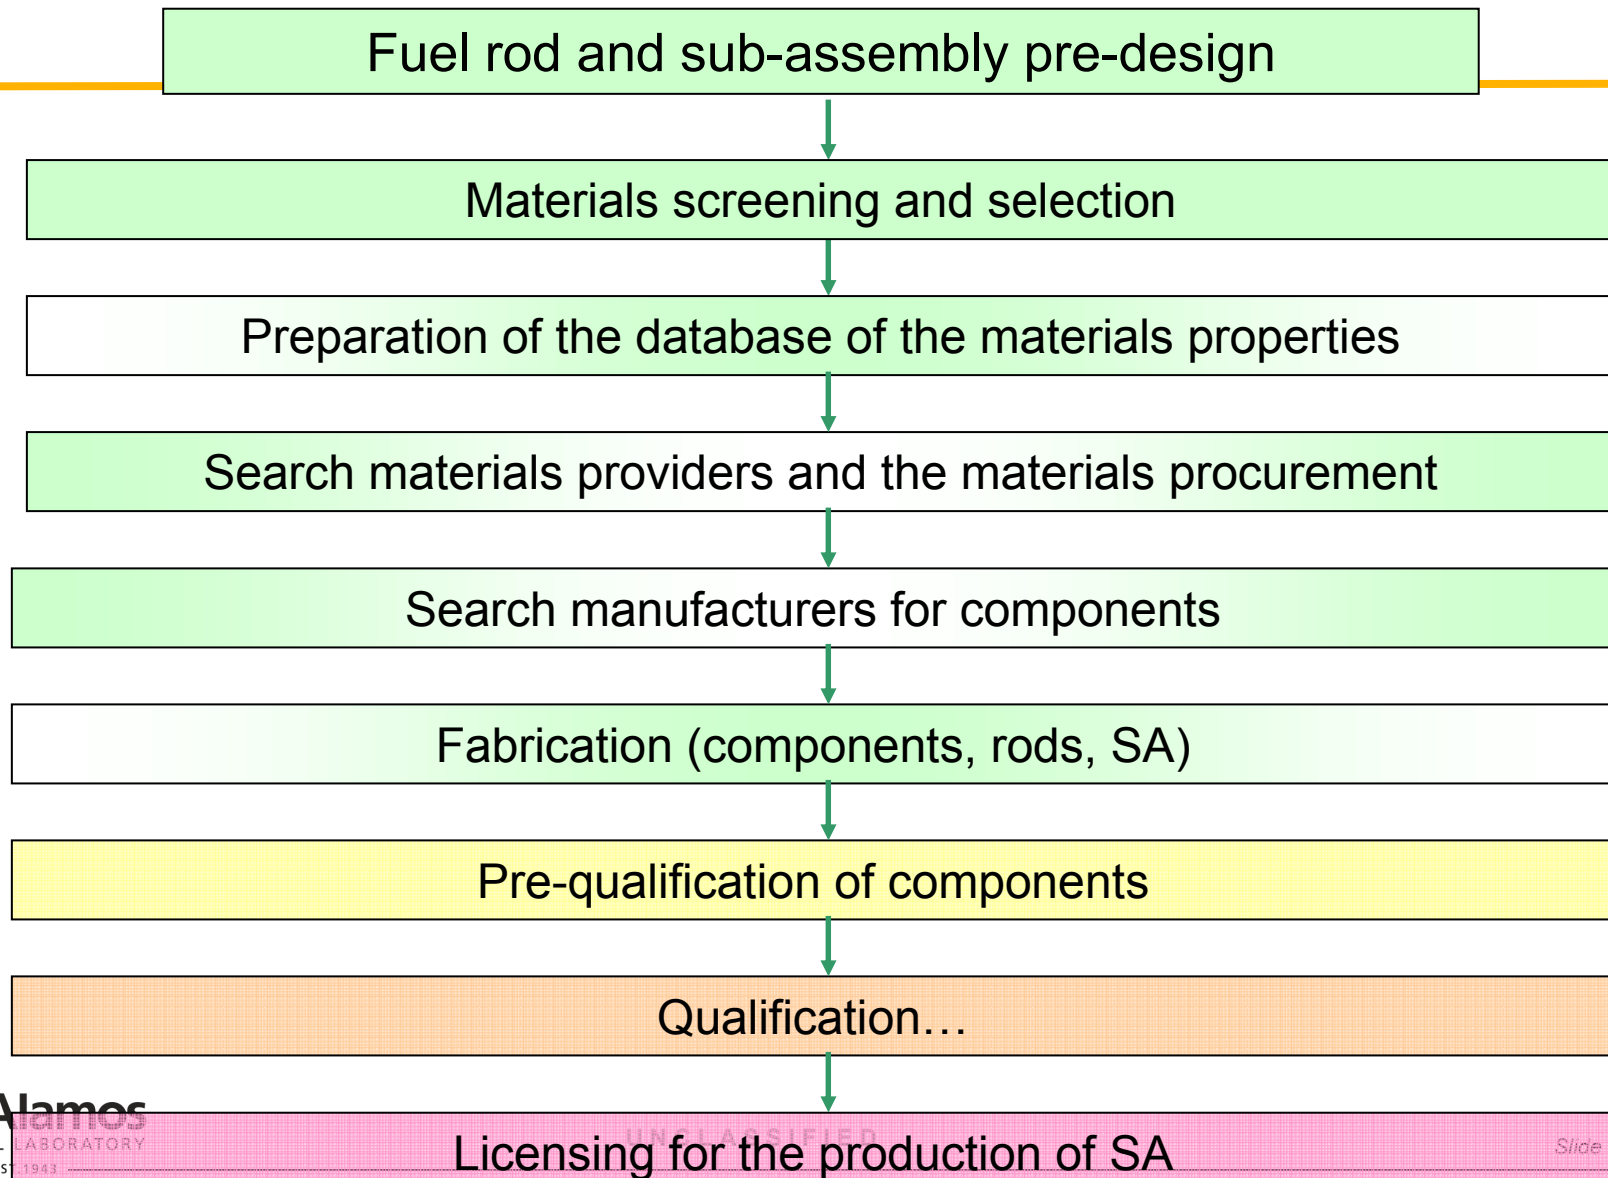 Fuel rod and sub-assembly pre-design
Materials screening and selection
Preparation of the database of the materials properties
Search materials providers and the materials procurement
Search manufacturers for components
Fabrication (components, rods, SA)
Pre-qualification of components
Qualification…
Alamos
LABORATORY
EST.1943
UNCLASSIFIED
Licensing for the production of SA
Slide